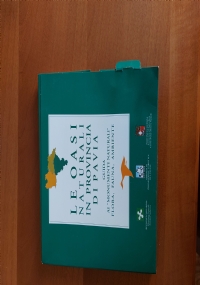 LE OASI
NATURALI
IN PROVINCIA
DI PAVIA
GUIDA
AI "MONUMENTI NATURALI"
FLORA, FAUNA, AMBIENTE